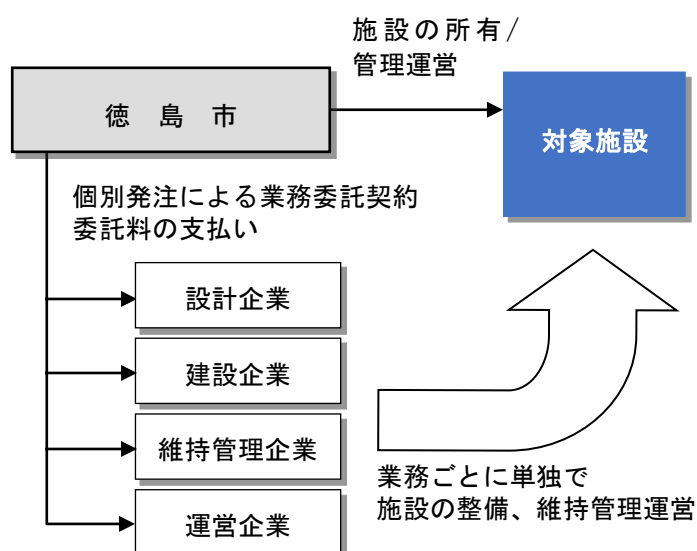 施設の所有/
管理運営
徳島市
対象施設
個別発注による業務委託契約
委託料の支払い
設計企業
建設企業
維持管理企業
運営企業
業務ごとに単独で
施設の整備、維持管理運営